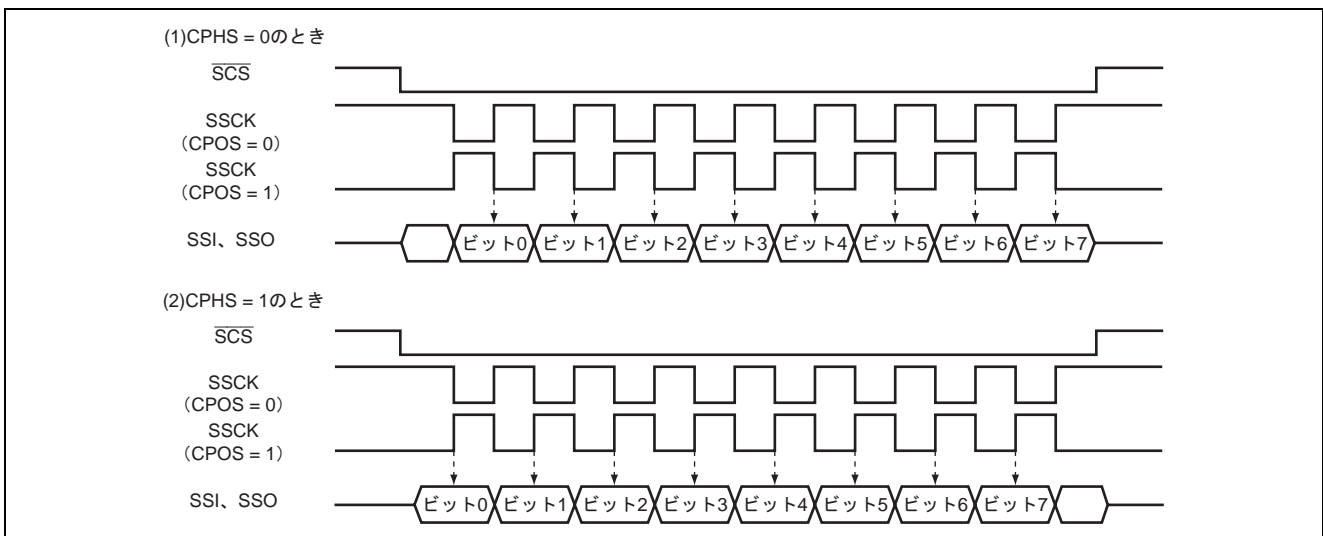 (1)CPHS = 0のとき
SCS
SSCK
（CPOS = 0）
SSCK
（CPOS = 1）
SSI、SSO
ビット0 ビット1 ビット2 ビット3 ビット4 ビット5 ビット6 ビット7
(2)CPHS = 1のとき
SCS
SSCK
（CPOS = 0）
SSCK
（CPOS = 1）
SSI、SSO
ビット0 ビット1 ビット2 ビット3 ビット4 ビット5 ビット6 ビット7